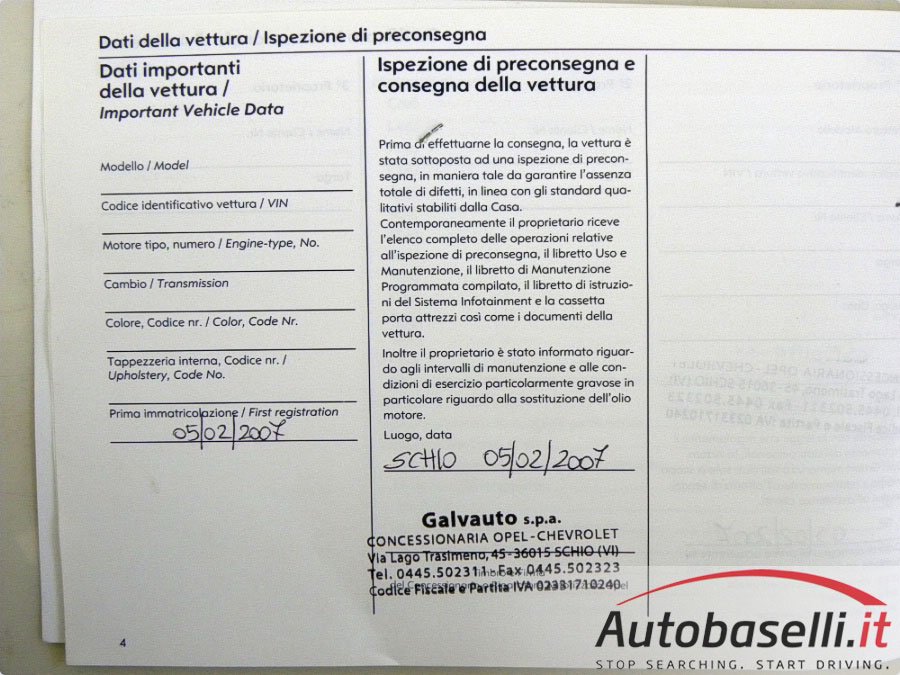 Dati della vettura / Ispezione di preconsegna
Dati importanti
della vettura /
Important Vehicle Data
Modello / Model
Codice identificativo vettura / VIN
Motore tipo, numero / Engine-type, No.
Cambio / Transmission
Colore, Codice nr. / Color, Code Nr.
Tappezzeria interna, Codice nr. /
Upholstery, Code No.
Prima immatricolazione / First registration
05/02/2007
Ispezione di preconsegna e
consegna della vettura
Prima di effettuarne la consegna, la vettura è
stata sottoposta ad una ispezione di precon-
segna, in maniera tale da garantire l'assenza
totale di difetti, in linea con gli standard qua-
litativi stabiliti dalla Casa.
Contemporaneamente il proprietario riceve
l'elenco completo delle operazioni relative
all'ispezione di preconsegna, il libretto Uso e
Manutenzione, il libretto di Manutenzione
Programmata compilato, il libretto di istruzio-
ni del Sistema Infotainment e la cassetta
porta attrezzi così come i documenti della
vettura.
Inoltre il proprietario è stato informato riguar-
do agli intervalli di manutenzione e alle con-
dizioni di esercizio particolarmente gravose in
particolare riguardo alla sostituzione dell'olio
motore.
Luogo, data
SCHIO 05/02/2007
Galvauto s.p.a.
CONCESSIONARIA OPEL-CHEVROLET
Via Lago Trasimeno, 45-36015 SCHIO (VI)
Tel. 0445.502311 - Fax 0445.502323
Codice Fiscale e Partita IVA 02331710240
4
Autobaselli.it
STOP SEARCHING. START DRIVING.